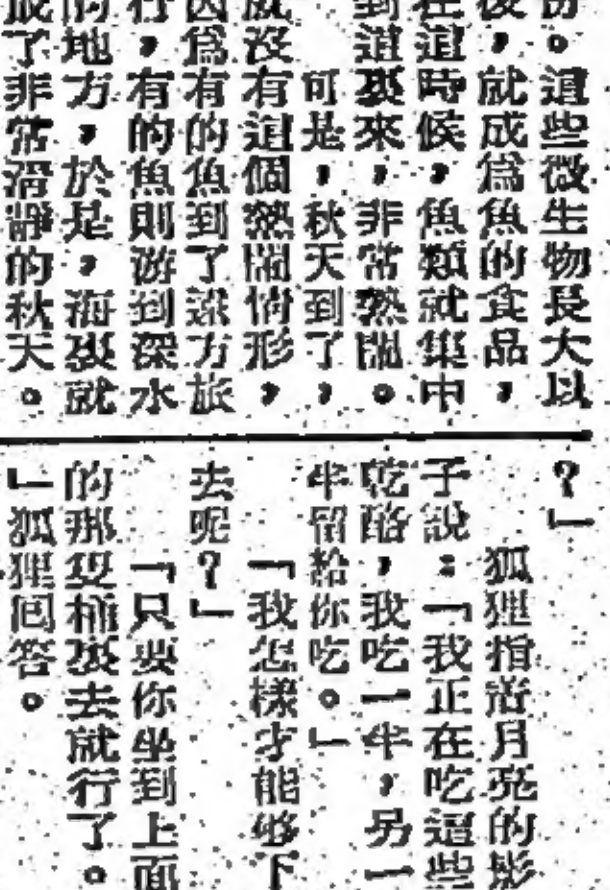 份。這些微生物長大以
後，就成爲魚的食品，
在這時候，魚類就集中
到這裏來，非常熱鬧。
可是，秋天到了，
就沒有這個熱鬧情形，
因爲有的魚到了遠方旅
行，有的魚則游到深水
的地方，於是，海裏就
成了非常滑靜的秋天。
？」
狐狸指着月亮的影
子說：「我正在吃這些
乾酪，我吃一半，另一
半留給你吃。」
「我怎樣才能够下
去呢？」
「只要你坐到上面
的那隻桶裏去就行了。
」狐狸回答。